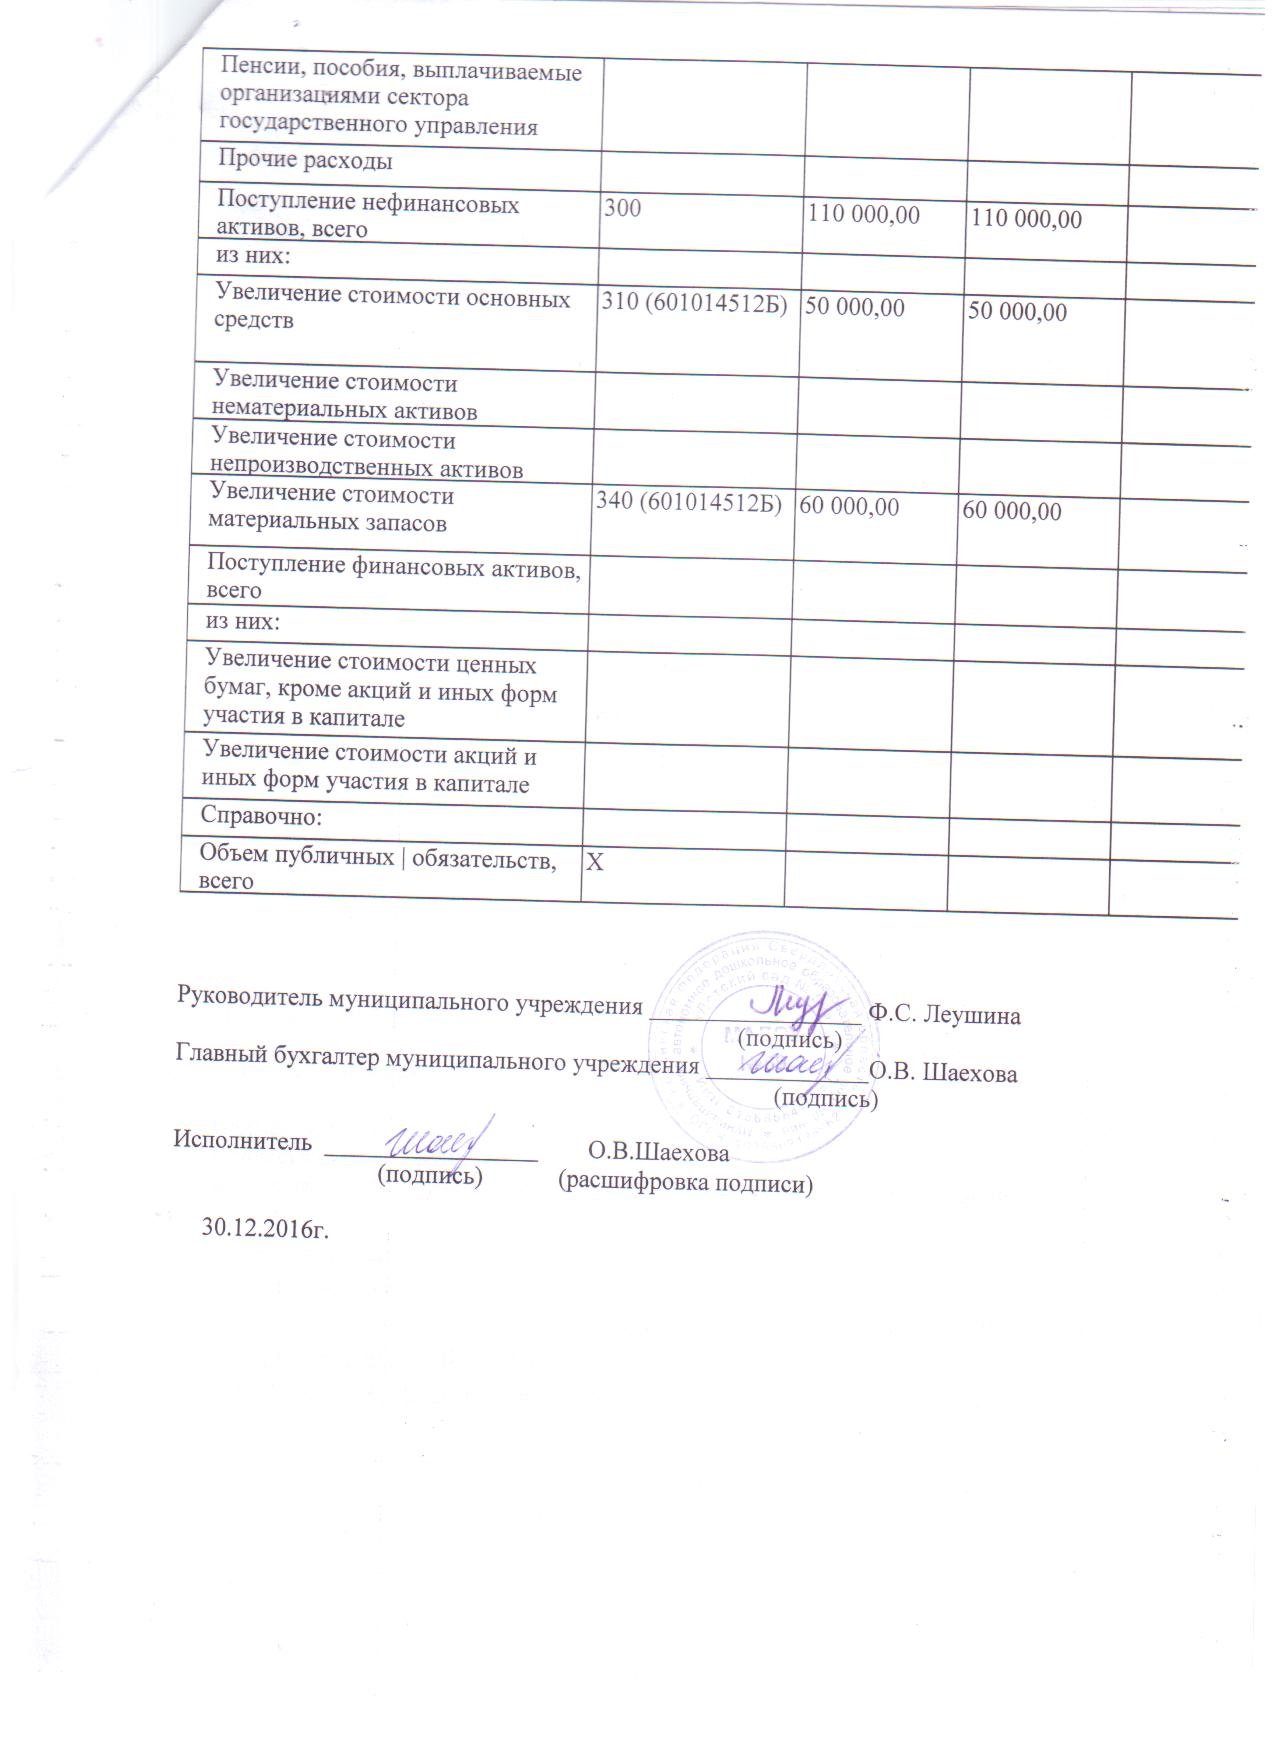 Пенсии, пособия, выплачиваемые
организациями сектора
государственного управления
Прочие расходы
Поступление нефинансовых
активов, всего
300
110 000,00
110 000,00
из них:
Увеличение стоимости основных
средств
310 (601014512Б)
50 000,00
50 000,00
Увеличение стоимости
нематериальных активов
Увеличение стоимости
непроизводственных активов
Увеличение стоимости
материальных запасов
340 (601014512Б)
60 000,00
60 000,00
Поступление финансовых активов,
всего
из них:
Увеличение стоимости ценных
бумаг, кроме акций и иных форм
участия в капитале
Увеличение стоимости акций и
иных форм участия в капитале
Справочно:
Объем публичных | обязательств,
всего
Х
Руководитель муниципального учреждения ________________ Ф.С. Леушина
(подпись)
Главный бухгалтер муниципального учреждения _____________О.В. Шаехова
(подпись)
Исполнитель _________________ О.В.Шаехова
(подпись) (расшифровка подписи)
30.12.2016г.